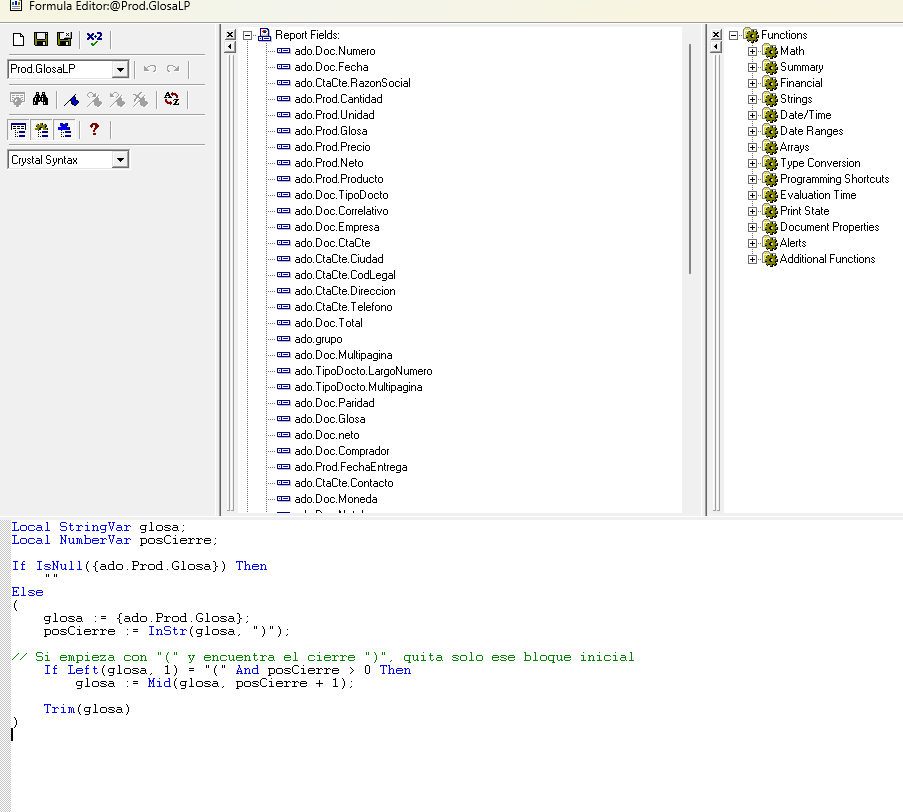 Formula Editor:@Prod.GlosaLP
x-2
Prod.GlosaLP
Crystal Syntax
Report Fields:
ado.Doc.Numero
ado.Doc.Fecha
ado.CtaCte.RazonSocial
ado.Prod.Cantidad
ado.Prod.Unidad
ado.Prod.Glosa
ado.Prod.Precio
ado.Prod.Neto
ado.Prod.Producto
ado.Doc.TipoDocto
ado.Doc.Correlativo
ado.Doc.Empresa
ado.Doc.CtaCte
ado.CtaCte.Ciudad
ado.CtaCte.CodLegal
ado.CtaCte.Direccion
ado.CtaCte.Telefono
ado.Doc.Total
ado.grupo
ado.Doc.Multipagina
ado.TipoDocto.LargoNumero
ado.TipoDocto.Multipagina
ado.Doc.Paridad
ado.Doc.Glosa
ado.Doc.neto
ado.Doc.Comprador
ado.Prod.FechaEntrega
ado.CtaCte.Contacto
ado.Doc.Moneda
Functions
Math
Summary
Financial
Strings
Date/Time
Date Ranges
Arrays
Type Conversion
Programming Shortcuts
Evaluation Time
Print State
Document Properties
Alerts
Additional Functions
Local StringVar glosa;
Local NumberVar posCierre;
If IsNull({ado.Prod.Glosa}) Then
    ""
Else
(
    glosa := {ado.Prod.Glosa};
    posCierre := InStr(glosa, ")");
// Si empieza con "(" y encuentra el cierre ")", quita solo ese bloque inicial
    If Left(glosa, 1) = "(" And posCierre > 0 Then
        glosa := Mid(glosa, posCierre + 1);
    Trim(glosa)
)